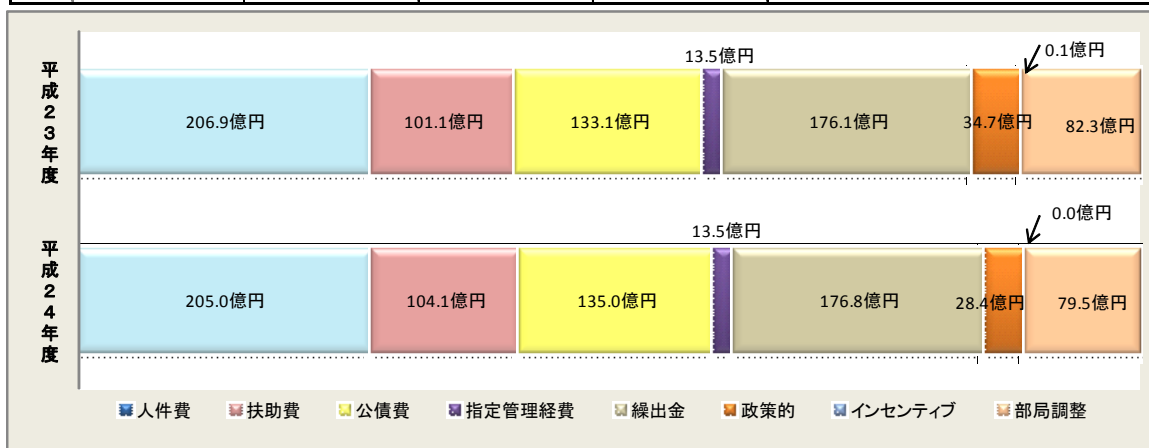 平成23年度
13.5億円
0.1億円
206.9億円
101.1億円
133.1億円
176.1億円
34.7億円
82.3億円
平成24年度
13.5億円
0.0億円
205.0億円
104.1億円
135.0億円
176.8億円
28.4億円
79.5億円
人件費 扶助費 公債費 指定管理経費 繰出金 政策的 インセンティブ 部局調整